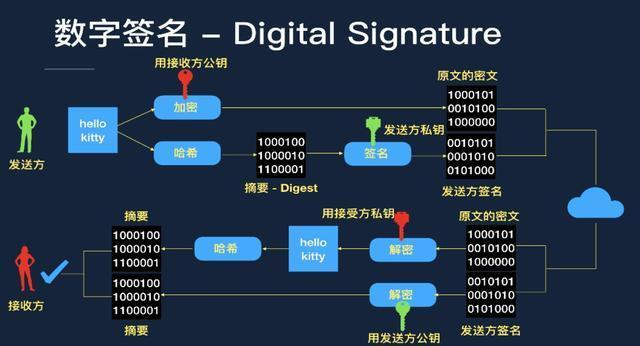 数字签名 – Digital Signature
用接收方公钥
原文的密文
加密
1000101
0010100
1000000
hello
kitty
发送方
哈希
1000100
1000010
1100001
摘要 - Digest
发送方私钥
签名
0010101
0001010
0101000
发送方签名
摘要
用接受方私钥
原文的密文
1000100
1000010
1100001
哈希
hello
kitty
解密
1000101
0010100
1000000
接收方
1000100
1000010
1100001
摘要
解密
用发送方公钥
0010101
0001010
0101000
发送方签名